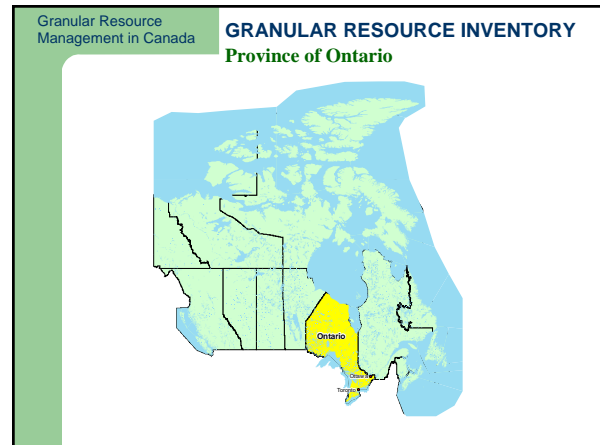 Granular Resource
Management in Canada
GRANULAR RESOURCE INVENTORY
Province of Ontario
Ontario
Ottawa
Toronto